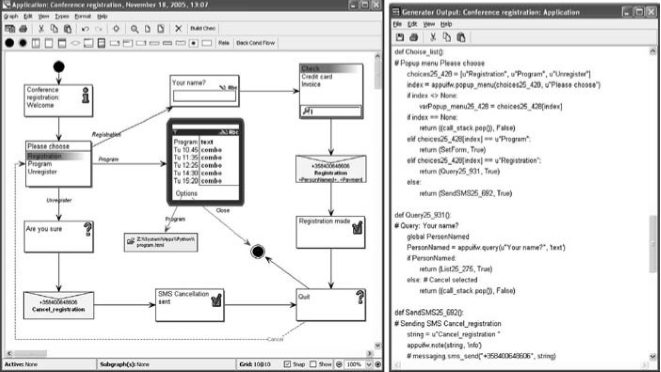 Application: Conference registration, November 18, 2005, 13:07
Graph Edit View Types Format Help
Build Chec
Rete Back Cond Flow
Conference
registration:
Welcome
Your name?
Check
Credit card
Invoice
Registration
Please choose
Registration
Program
Unregister
Program
Program text
Tu 10.45 combo
Tu 11:35 combo
Tu 12:25 combo
Tu 14:30 combo
Tu 15:20 combo
Options
+358400648606
Registration
Unregister
Program
Close
Registration made
Are you sure
program.html
+358400648606
Cancel_registration
SMS Cancellation
sent
Quit
Cancel
Active: None Subgraph(s): None Grid: 10@10 Snap Show 100%
Generator Output: Conference registration: Application
File Edit View Help
def Choise_list():
# Popup menu Please choose
choices25_428 = [u"Registration", u"Program", u"Unregister"]
index = appuifw.popup_menu(choices25_428, u"Please choose")
if index <> None:
varPopup_menu25_428 = choices25_428[index]
if index == None:
return ((call_stack.pop()), False)
elif choices25_428[index] == u"Program":
return (SetForm, True)
elif choices25_428[index] == u"Registration":
return (Query25_931, True)
else:
return (SendSMS25_692, True)
def Query25_931():
# Query: Your name?
global PersonNamed
PersonNamed = appuifw.query(u"Your name?", 'text')
if PersonNamed:
return (List25_275, True)
else: # Cancel selected
return ((call_stack.pop()), False)
def SendSMS25_692():
# Sending SMS Cancel_registration
string = u"Cancel_registration "
appuifw.note(string, 'info')
# messaging.sms_send("+358400648606", string)